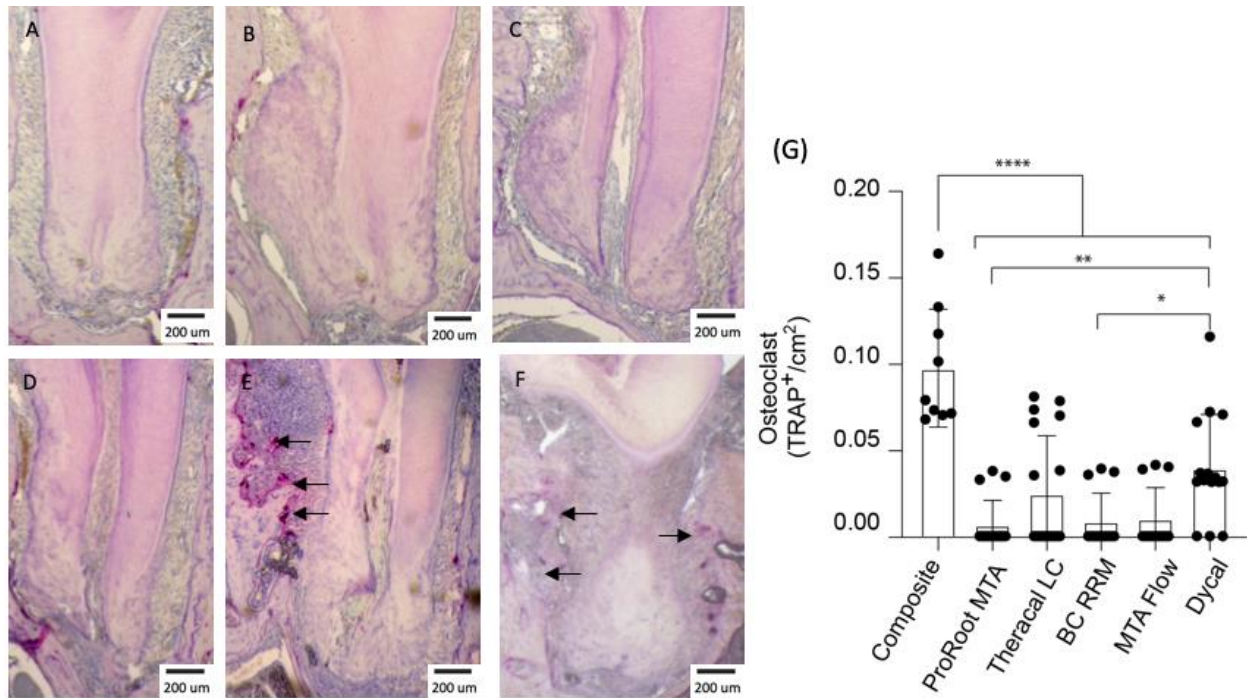 A
B
C
200 um
200 um
200 um
D
E
F
200 um
200 um
200 um
(G)
****
**
*
0.20
0.15
0.10
0.05
0.00
Osteoclast
(TRAP⁺/cm²)
Composite
ProRoot MTA
Theracal LC
BC RRM
MTA Flow
Dycal